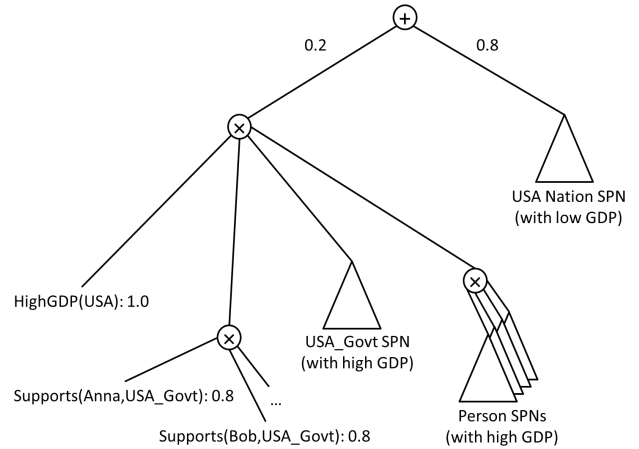 +
0.2
0.8
×
USA Nation SPN
(with low GDP)
×
HighGDP(USA): 1.0
×
USA_Govt SPN
(with high GDP)
Supports(Anna,USA_Govt): 0.8
...
Supports(Bob,USA_Govt): 0.8
Person SPNs
(with high GDP)